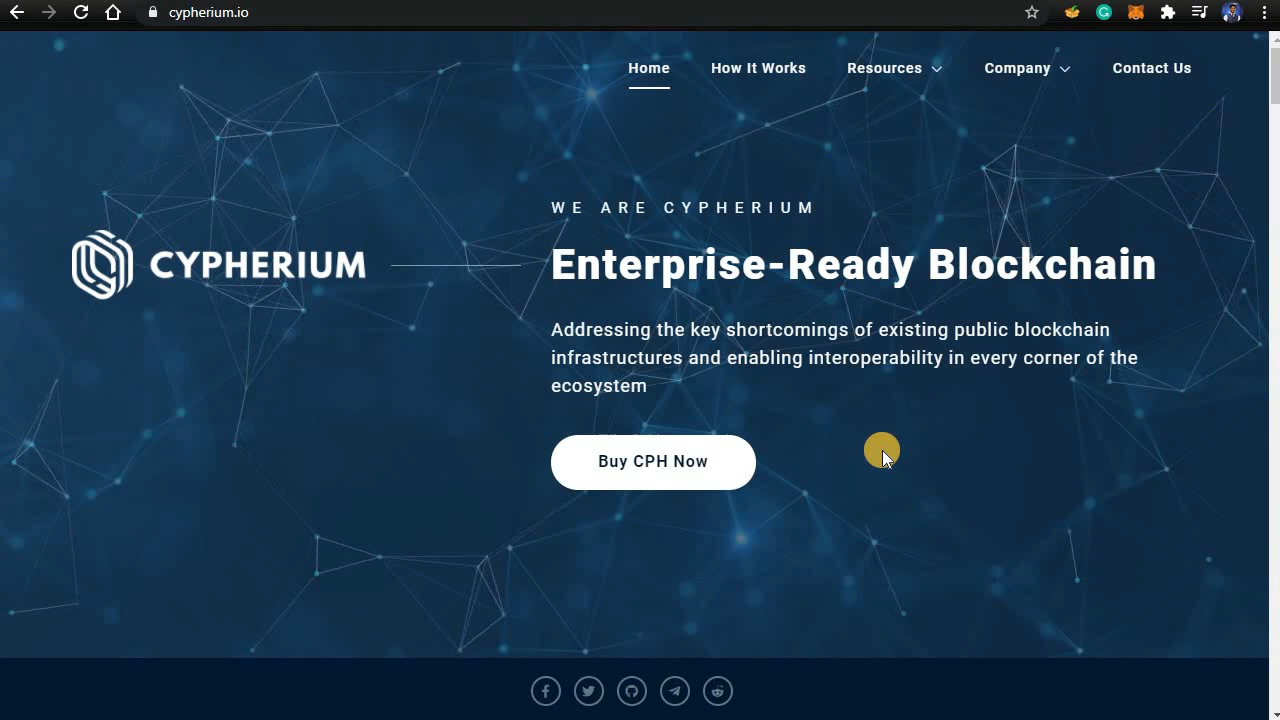 cypherium.io
Home How It Works Resources Company Contact Us
WE ARE CYPHERIUM
CYPHERIUM
Enterprise-Ready Blockchain
Addressing the key shortcomings of existing public blockchain
infrastructures and enabling interoperability in every corner of the
ecosystem
Buy CPH Now